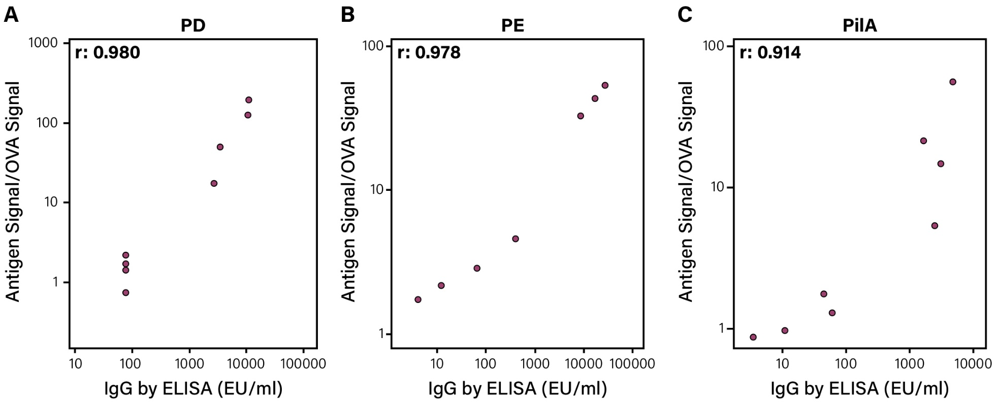 A
PD
1000
100
10
1
r: 0.980
Antigen Signal/OVA Signal
10 100 1000 10000 100000
IgG by ELISA (EU/ml)
B
PE
100
10
1
r: 0.978
Antigen Signal/OVA Signal
10 100 1000 10000 100000
IgG by ELISA (EU/ml)
C
PilA
100
10
1
r: 0.914
Antigen Signal/OVA Signal
10 100 1000 10000
IgG by ELISA (EU/ml)